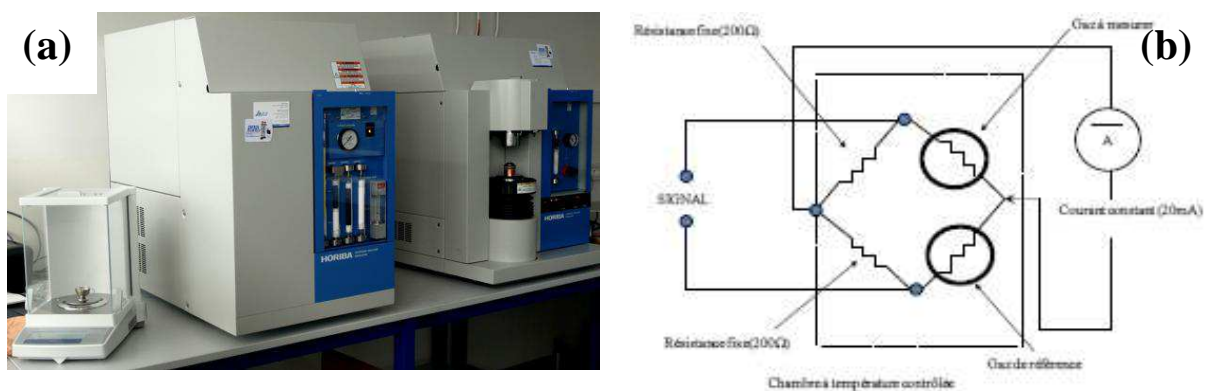 (a)
HORIBA
(b)
Résistance fixe(200Ω)
Gaz à mesurer
A
SIGNAL
Courant constant (20mA)
Résistance fixe(200Ω)
Gaz de référence
Chambre à température contrôlée